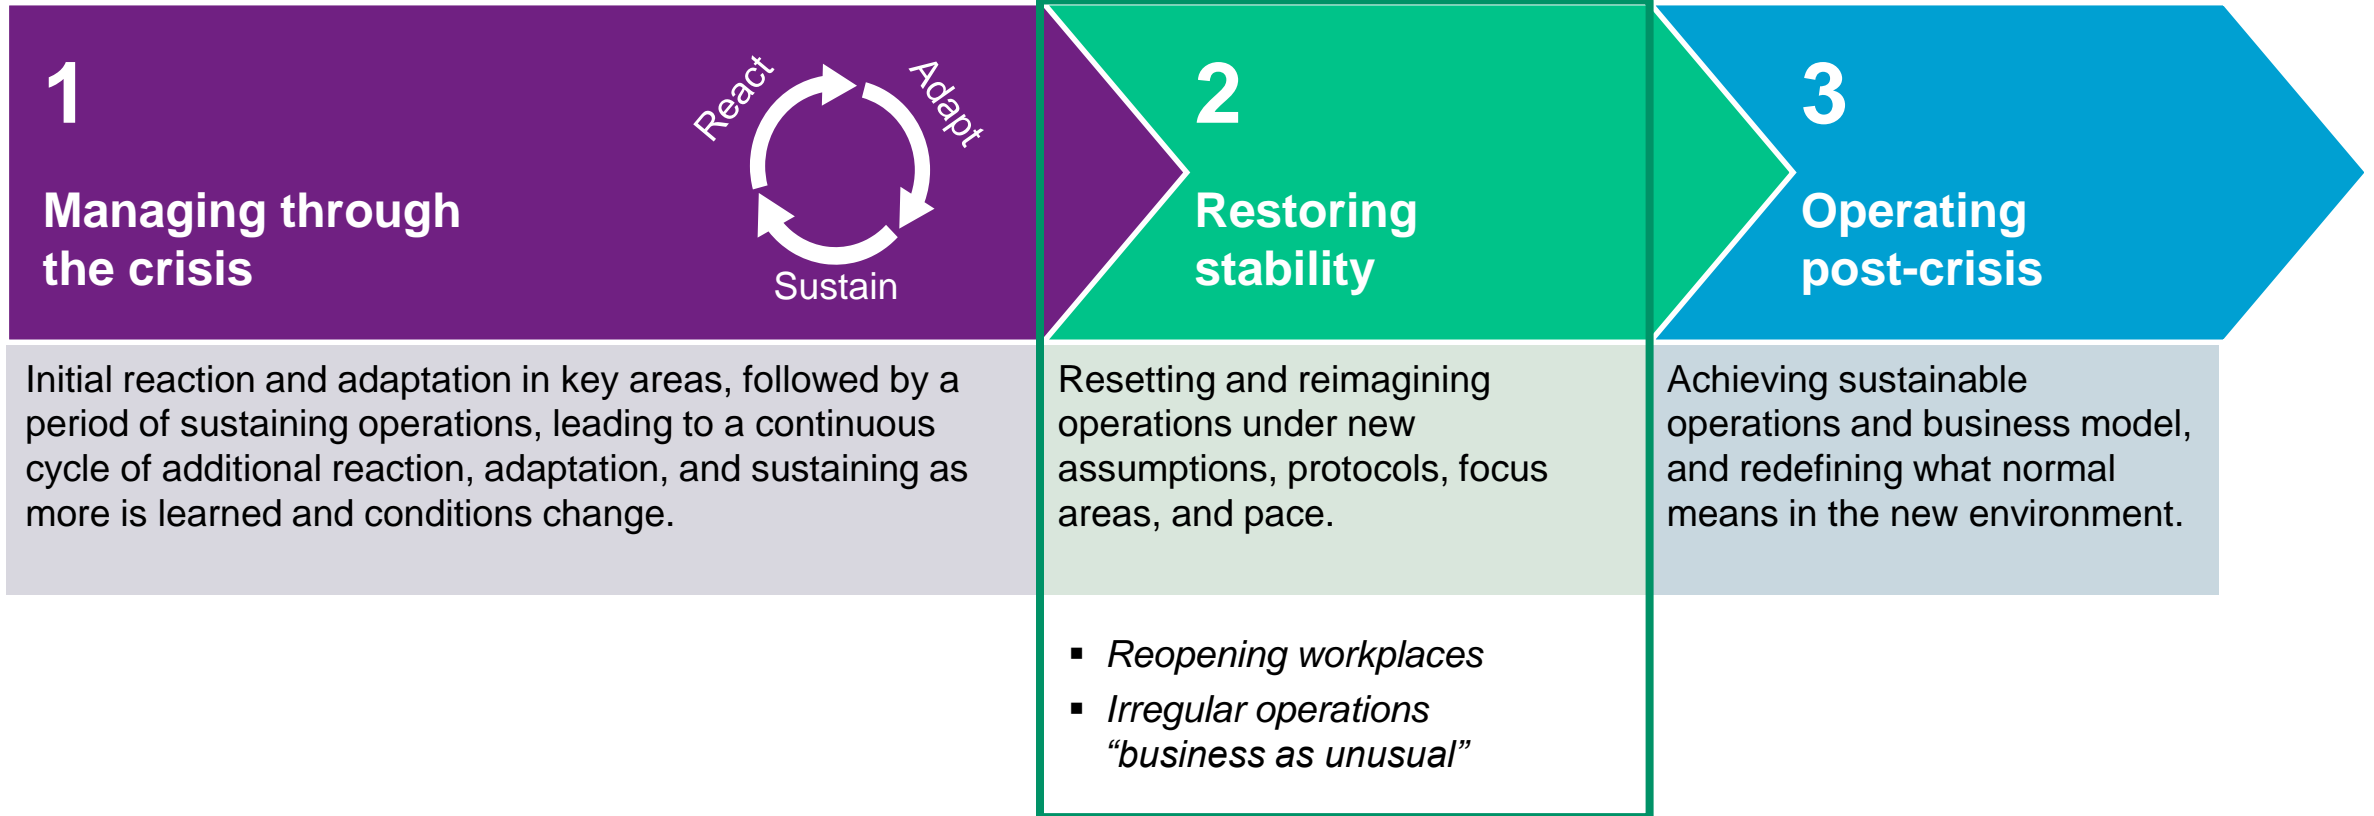 1
React
Adapt
Sustain
Managing through
the crisis
Initial reaction and adaptation in key areas, followed by a
period of sustaining operations, leading to a continuous
cycle of additional reaction, adaptation, and sustaining as
more is learned and conditions change.
2
Restoring
stability
Resetting and reimagining
operations under new
assumptions, protocols, focus
areas, and pace.
▪ Reopening workplaces
▪ Irregular operations
“business as unusual”
3
Operating
post-crisis
Achieving sustainable
operations and business model,
and redefining what normal
means in the new environment.